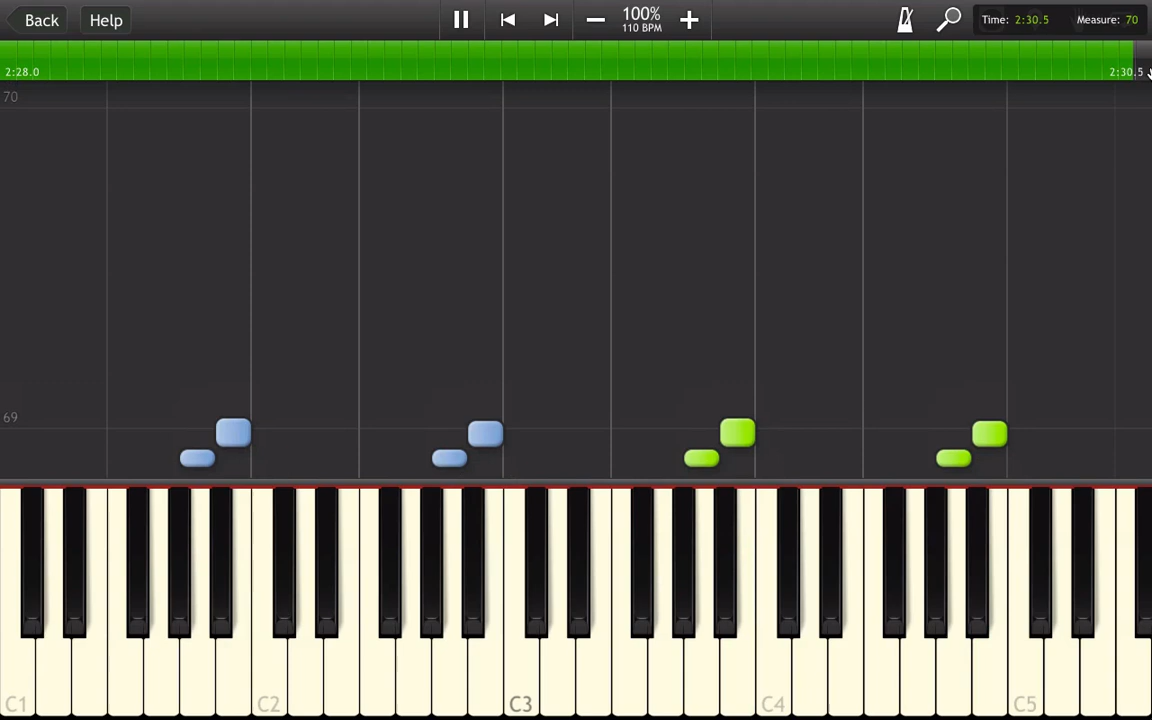 Back
Help
100%
110 BPM
Time: 2:30.5
Measure: 70
2:28.0
2:30.5
70
69
C1
C2
C3
C4
C5